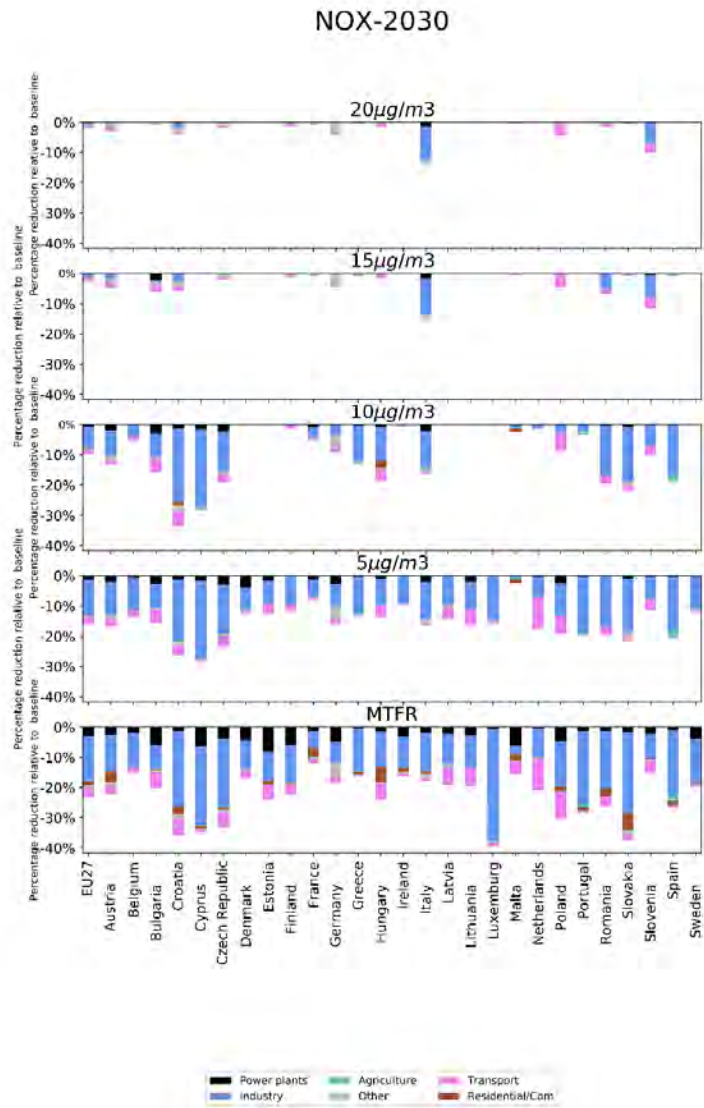 NOX-2030
20μg/m3
Percentage reduction relative to baseline
0%
-10%
-20%
-30%
-40%
15μg/m3
Percentage reduction relative to baseline
0%
-10%
-20%
-30%
-40%
10μg/m3
Percentage reduction relative to baseline
0%
-10%
-20%
-30%
-40%
5μg/m3
Percentage reduction relative to baseline
0%
-10%
-20%
-30%
-40%
MTFR
Percentage reduction relative to baseline
0%
-10%
-20%
-30%
-40%
EU27
Austria
Belgium
Bulgaria
Croatia
Cyprus
Czech Republic
Denmark
Estonia
Finland
France
Germany
Greece
Hungary
Ireland
Italy
Latvia
Lithuania
Luxemburg
Malta
Netherlands
Poland
Portugal
Romania
Slovakia
Slovenia
Spain
Sweden
Power plants Agriculture Transport
Industry Other Residential/Com